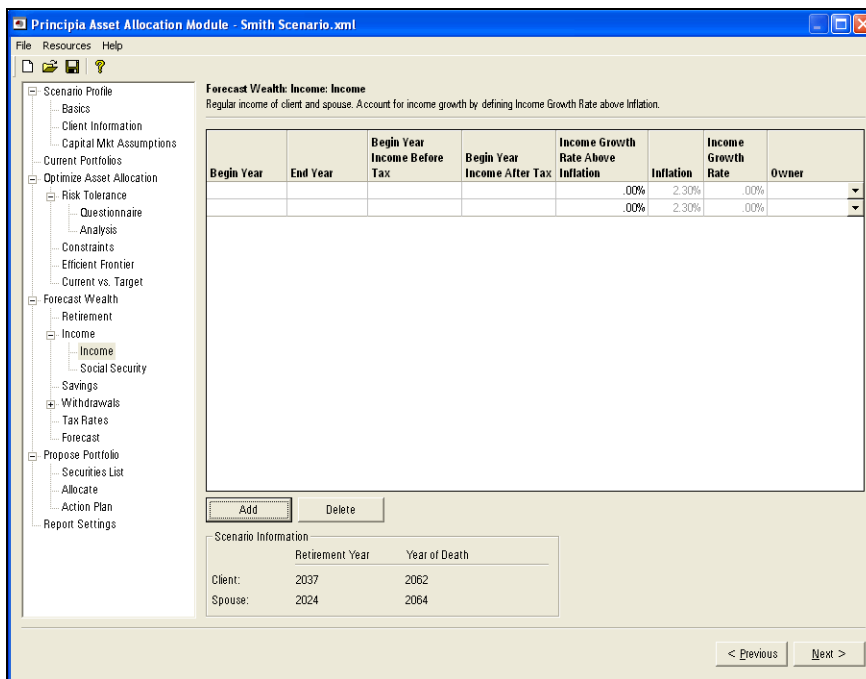 Principia Asset Allocation Module - Smith Scenario.xml
File Resources Help
Scenario Profile
Basics
Client Information
Capital Mkt Assumptions
Current Portfolios
Optimize Asset Allocation
Risk Tolerance
Questionnaire
Analysis
Constraints
Efficient Frontier
Current vs. Target
Forecast Wealth
Retirement
Income
Income
Social Security
Savings
Withdrawals
Tax Rates
Forecast
Propose Portfolio
Securities List
Allocate
Action Plan
Report Settings
Forecast Wealth: Income: Income
Regular income of client and spouse. Account for income growth by defining Income Growth Rate above Inflation.
Begin Year
End Year
Begin Year
Income Before
Tax
Begin Year
Income After Tax
Income Growth
Rate Above
Inflation
Inflation
Income
Growth
Rate
Owner
.00% 2.30% .00%
.00% 2.30% .00%
Add Delete
Scenario Information
Retirement Year Year of Death
Client: 2037 2062
Spouse: 2024 2064
< Previous Next >